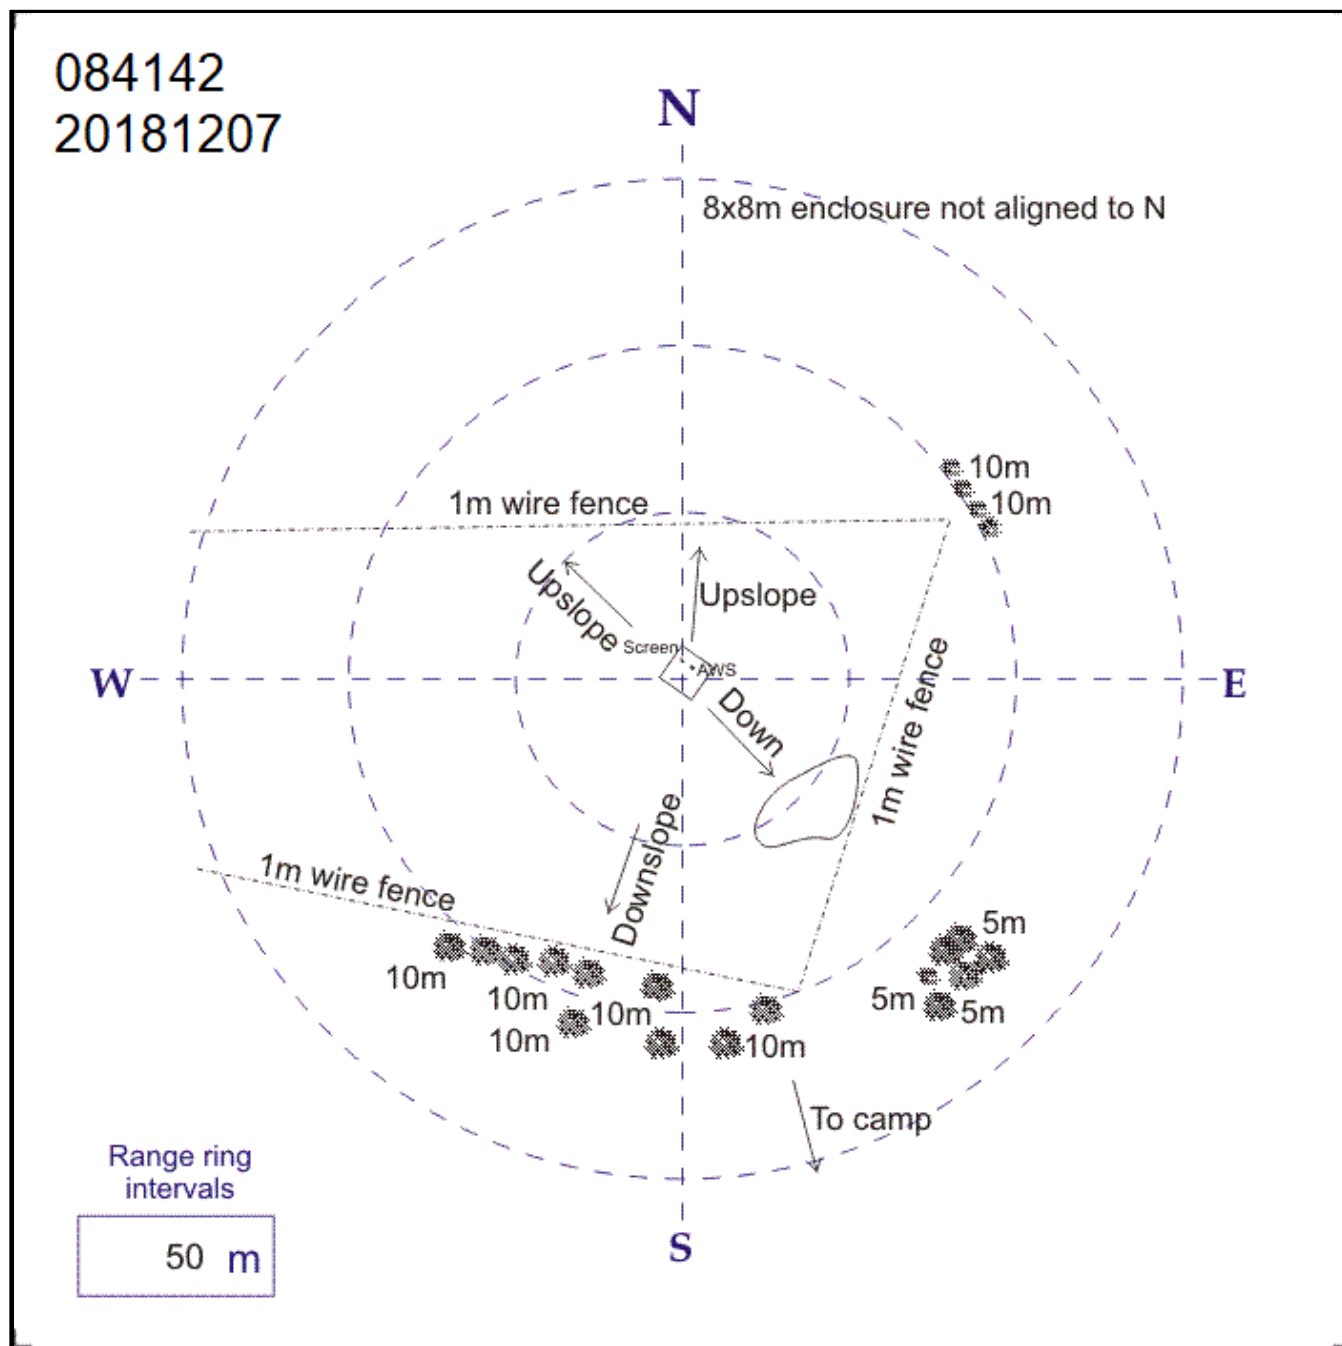 084142
20181207
N
8x8m enclosure not aligned to N
10m
10m
1m wire fence
Upslope
Upslope
Screen
AWS
W
E
Down
1m wire fence
Downslope
1m wire fence
5m
10m
10m
10m
5m
5m
10m
10m
To camp
Range ring
intervals
50 m
S